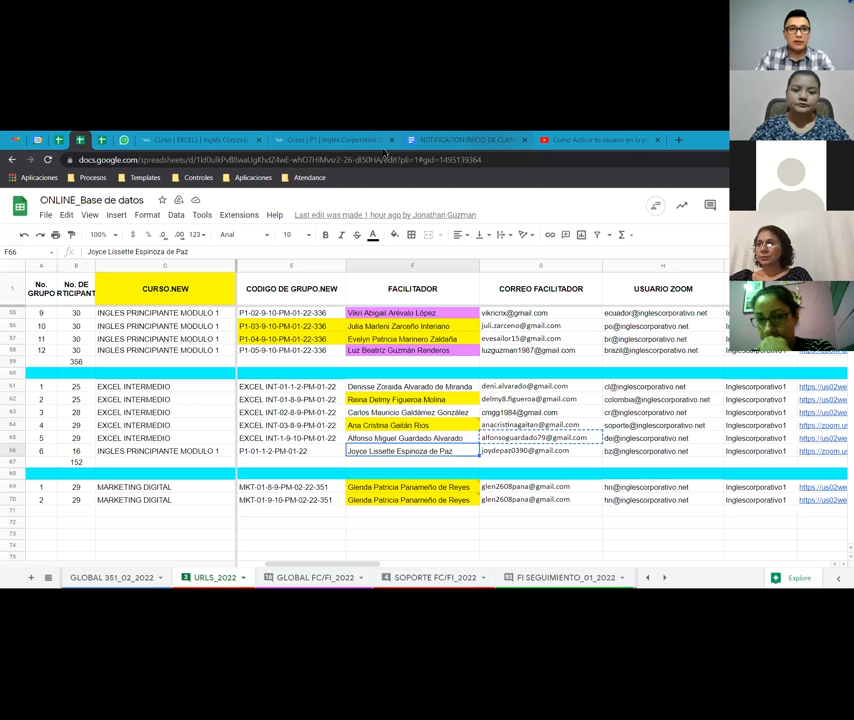 Curso | EXCEL2 | Inglés Corpora
Curso | P1 | Inglés Corporativo
NOTIFICACIÓN INICIO DE CLAS
Como Activar tu usuario en la p
docs.google.com/spreadsheets/d/1kf0ulkPvB8waUgKhdZ4wE-whO7HiMvsr2-26-dl50HA/edit?pli=1#gid=1495139364
Aplicaciones Procesos Templates Controles Aplicaciones Atendance
ONLINE_Base de datos
File Edit View Insert Format Data Tools Extensions Help Last edit was made 1 hour ago by Jonathan Guzman
100% $ % .0 .00 123 Arial 10
F66 Joyce Lissette Espinoza de Paz
A B C E F G H
1 No. GRUPO No. DE RTICIPANT CURSO.NEW CODIGO DE GRUPO.NEW FACILITADOR CORREO FACILITADOR USUARIO ZOOM
55 9 30 INGLES PRINCIPIANTE MODULO 1 P1-02-9-10-PM-01-22-336 Vikri Abigail Arévalo López vikricrix@gmail.com ecuador@inglescorporativo.net Inglescorporativo1
56 10 30 INGLES PRINCIPIANTE MODULO 1 P1-03-9-10-PM-01-22-336 Julia Marleni Zarceño Interiano juli.zarceno@gmail.com po@inglescorporativo.net
57 11 30 INGLES PRINCIPIANTE MODULO 1 P1-04-9-10-PM-01-22-336 Evelyn Patricia Marinero Zaldaña evesailor15@gmail.com br@inglescorporativo.net
58 12 30 INGLES PRINCIPIANTE MODULO 1 P1-05-9-10-PM-01-22-336 Luz Beatríz Guzmán Renderos luzguzman1987@gmail.com brazil@inglescorporativo.net Inglescorporativo1
59 356
60
61 1 25 EXCEL INTERMEDIO EXCEL INT-01-1-2-PM-01-22 Denisse Zoraida Alvarado de Miranda deni.alvarado@gmail.com cl@inglescorporativo.net Inglescorporativo1 https://us02we
62 2 25 EXCEL INTERMEDIO EXCEL INT-01-8-9-PM-01-22 Reina Delmy Figueroa Molina delmy8.figueroa@gmail.com colombia@inglescorporativo.net Inglescorporativo1 https://us02we
63 3 28 EXCEL INTERMEDIO EXCEL INT-02-8-9-PM-01-22 Carlos Mauricio Galdámez González cmgg1984@gmail.com cr@inglescorporativo.net Inglescorporativo1 https://zoom.us
64 4 29 EXCEL INTERMEDIO EXCEL INT-03-8-9-PM-01-22 Ana Cristina Gaitán Rios anacristinagaitan@gmail.com soporte@inglescorporativo.net Inglescorporativo1 https://zoom.us
65 5 29 EXCEL INTERMEDIO EXCEL INT-1-9-10-PM-01-22 Alfonso Miguel Guardado Alvarado alfonsoguardado79@gmail.com de@inglescorporativo.net Inglescorporativo1 https://us02we
66 6 16 INGLES PRINCIPIANTE MODULO 1 P1-01-1-2-PM-01-22 Joyce Lissette Espinoza de Paz joydepaz0390@gmail.com bz@inglescorporativo.net Inglescorporativo1 https://zoom.us
67 152
68
69 1 29 MARKETING DIGITAL MKT-01-8-9-PM-02-22-351 Glenda Patricia Panameño de Reyes glen2608pana@gmail.com hn@inglescorporativo.net Inglescorporativo1 https://us02we
70 2 29 MARKETING DIGITAL MKT-01-9-10-PM-02-22-351 Glenda Patricia Panameño de Reyes glen2608pana@gmail.com hn@inglescorporativo.net Inglescorporativo1 https://us02we
71
72
73
74
75
GLOBAL 351_02_2022 3 URLS_2022 GLOBAL FC/FI_2022 4 SOPORTE FC/FI_2022 FI SEGUIMIENTO_01_2022 Explore